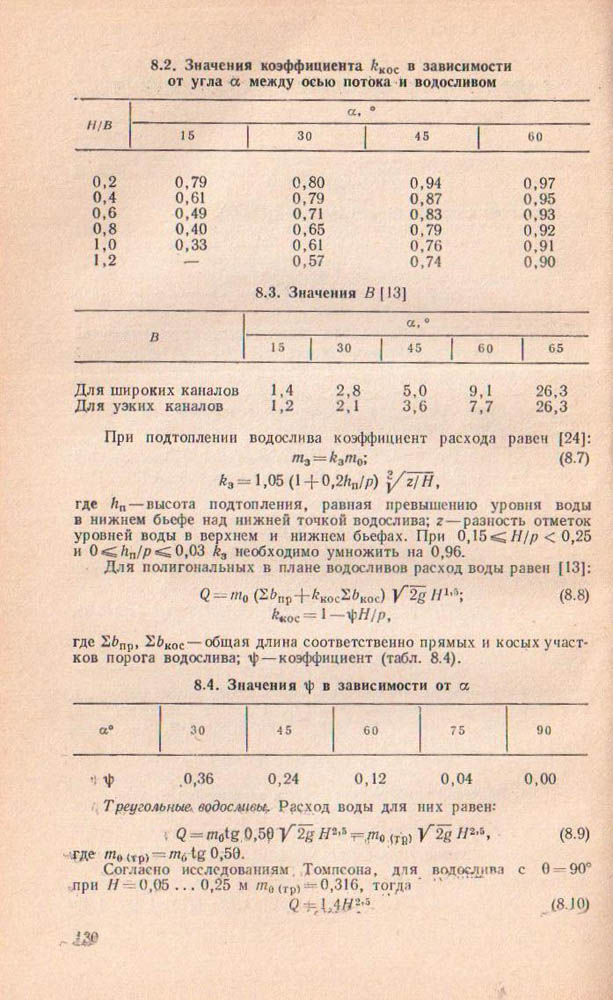 8.2. Значения коэффициента kкос в зависимости
от угла α между осью потока и водосливом
H/B
α, °
15 | 30 | 45 | 60
0,2 0,79 0,80 0,94 0,97
0,4 0,61 0,79 0,87 0,95
0,6 0,49 0,71 0,83 0,93
0,8 0,40 0,65 0,79 0,92
1,0 0,33 0,61 0,76 0,91
1,2 — 0,57 0,74 0,90
8.3. Значения B [13]
B
α, °
15 | 30 | 45 | 60 | 65
Для широких каналов 1,4 2,8 5,0 9,1 26,3
Для узких каналов 1,2 2,1 3,6 7,7 26,3
При подтоплении водослива коэффициент расхода равен [24]:
mэ = kэm₀; (8.7)
kэ = 1,05 (1 + 0,2hп/p) ∛z/H,
где hп — высота подтопления, равная превышению уровня воды
в нижнем бьефе над нижней точкой водослива; z — разность отметок
уровней воды в верхнем и нижнем бьефах. При 0,15 ⩽ H/p < 0,25
и 0 ⩽ hп/p ⩽ 0,03 kэ необходимо умножить на 0,96.
Для полигональных в плане водосливов расход воды равен [13]:
Q = m₀ (Σbпр + kкосΣbкос) √2g H¹·⁵; (8.8)
kкос = 1 — ψH/p,
где Σbпр, Σbкос — общая длина соответственно прямых и косых участ-
ков порога водослива; ψ — коэффициент (табл. 8.4).
8.4. Значения ψ в зависимости от α
α° | 30 | 45 | 60 | 75 | 90
ψ 0,36 0,24 0,12 0,04 0,00
Треугольные водосливы. Расход воды для них равен:
Q = m₀tg 0,5θ √2g H²·⁵ = m₀ (тр) √2g H²·⁵, (8.9)
где m₀ (тр) = m₀ tg 0,5θ.
Согласно исследованиям Томпсона, для водослива с θ = 90°
при H = 0,05 ... 0,25 м m₀ (тр) = 0,316, тогда
Q = 1,4H²·⁵ (8.10)
130